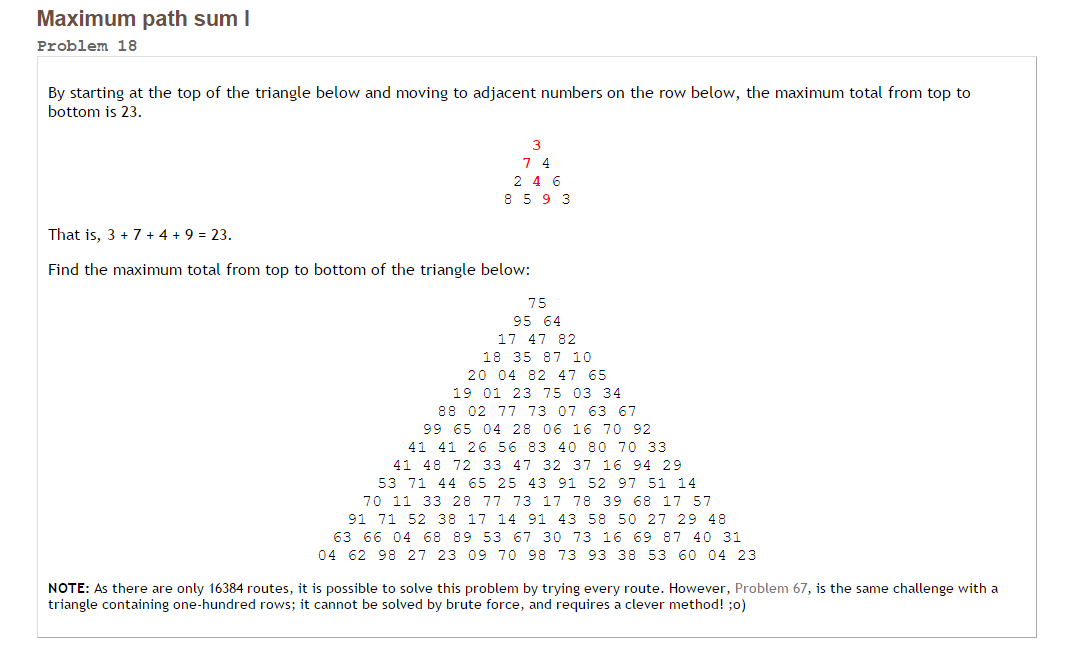 Maximum path sum I
Problem 18
By starting at the top of the triangle below and moving to adjacent numbers on the row below, the maximum total from top to
bottom is 23.
3
7 4
2 4 6
8 5 9 3
That is, 3 + 7 + 4 + 9 = 23.
Find the maximum total from top to bottom of the triangle below:
75
95 64
17 47 82
18 35 87 10
20 04 82 47 65
19 01 23 75 03 34
88 02 77 73 07 63 67
99 65 04 28 06 16 70 92
41 41 26 56 83 40 80 70 33
41 48 72 33 47 32 37 16 94 29
53 71 44 65 25 43 91 52 97 51 14
70 11 33 28 77 73 17 78 39 68 17 57
91 71 52 38 17 14 91 43 58 50 27 29 48
63 66 04 68 89 53 67 30 73 16 69 87 40 31
04 62 98 27 23 09 70 98 73 93 38 53 60 04 23
NOTE: As there are only 16384 routes, it is possible to solve this problem by trying every route. However, Problem 67, is the same challenge with a
triangle containing one-hundred rows; it cannot be solved by brute force, and requires a clever method! ;o)